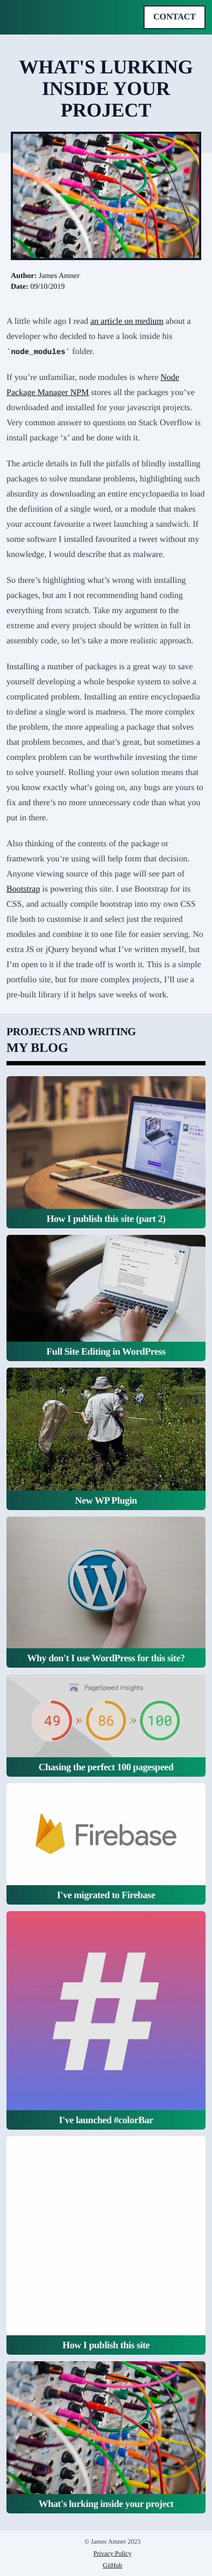 CONTACT
WHAT'S LURKING
INSIDE YOUR
PROJECT
Author: James Amner
Date: 09/10/2019
A little while ago I read an article on medium about a
developer who decided to have a look inside his
`node_modules` folder.
If you’re unfamiliar, node modules is where Node
Package Manager NPM stores all the packages you’ve
downloaded and installed for your javascript projects.
Very common answer to questions on Stack Overflow is
install package ‘x’ and be done with it.
The article details in full the pitfalls of blindly installing
packages to solve mundane problems, highlighting such
absurdity as downloading an entire encyclopaedia to load
the definition of a single word, or a module that makes
your account favourite a tweet launching a sandwich. If
some software I installed favourited a tweet without my
knowledge, I would describe that as malware.
So there’s highlighting what’s wrong with installing
packages, but am I not recommending hand coding
everything from scratch. Take my argument to the
extreme and every project should be written in full in
assembly code, so let’s take a more realistic approach.
Installing a number of packages is a great way to save
yourself developing a whole bespoke system to solve a
complicated problem. Installing an entire encyclopaedia
to define a single word is madness. The more complex
the problem, the more appealing a package that solves
that problem becomes, and that’s great, but sometimes a
complex problem can be worthwhile investing the time
to solve yourself. Rolling your own solution means that
you know exactly what’s going on, any bugs are yours to
fix and there’s no more unnecessary code than what you
put in there.
Also thinking of the contents of the package or
framework you’re using will help form that decision.
Anyone viewing source of this page will see part of
Bootstrap is powering this site. I use Bootstrap for its
CSS, and actually compile bootstrap into my own CSS
file both to customise it and select just the required
modules and combine it to one file for easier serving. No
extra JS or jQuery beyond what I’ve written myself, but
I’m open to it if the trade off is worth it. This is a simple
portfolio site, but for more complex projects, I’ll use a
pre-built library if it helps save weeks of work.
PROJECTS AND WRITING
MY BLOG
How I publish this site (part 2)
Full Site Editing in WordPress
New WP Plugin
Why don't I use WordPress for this site?
PageSpeed Insights
49 » 86 » 100
Chasing the perfect 100 pagespeed
Firebase
I've migrated to Firebase
#
I've launched #colorBar
How I publish this site
What's lurking inside your project
© James Amner 2023
Privacy Policy
GitHub